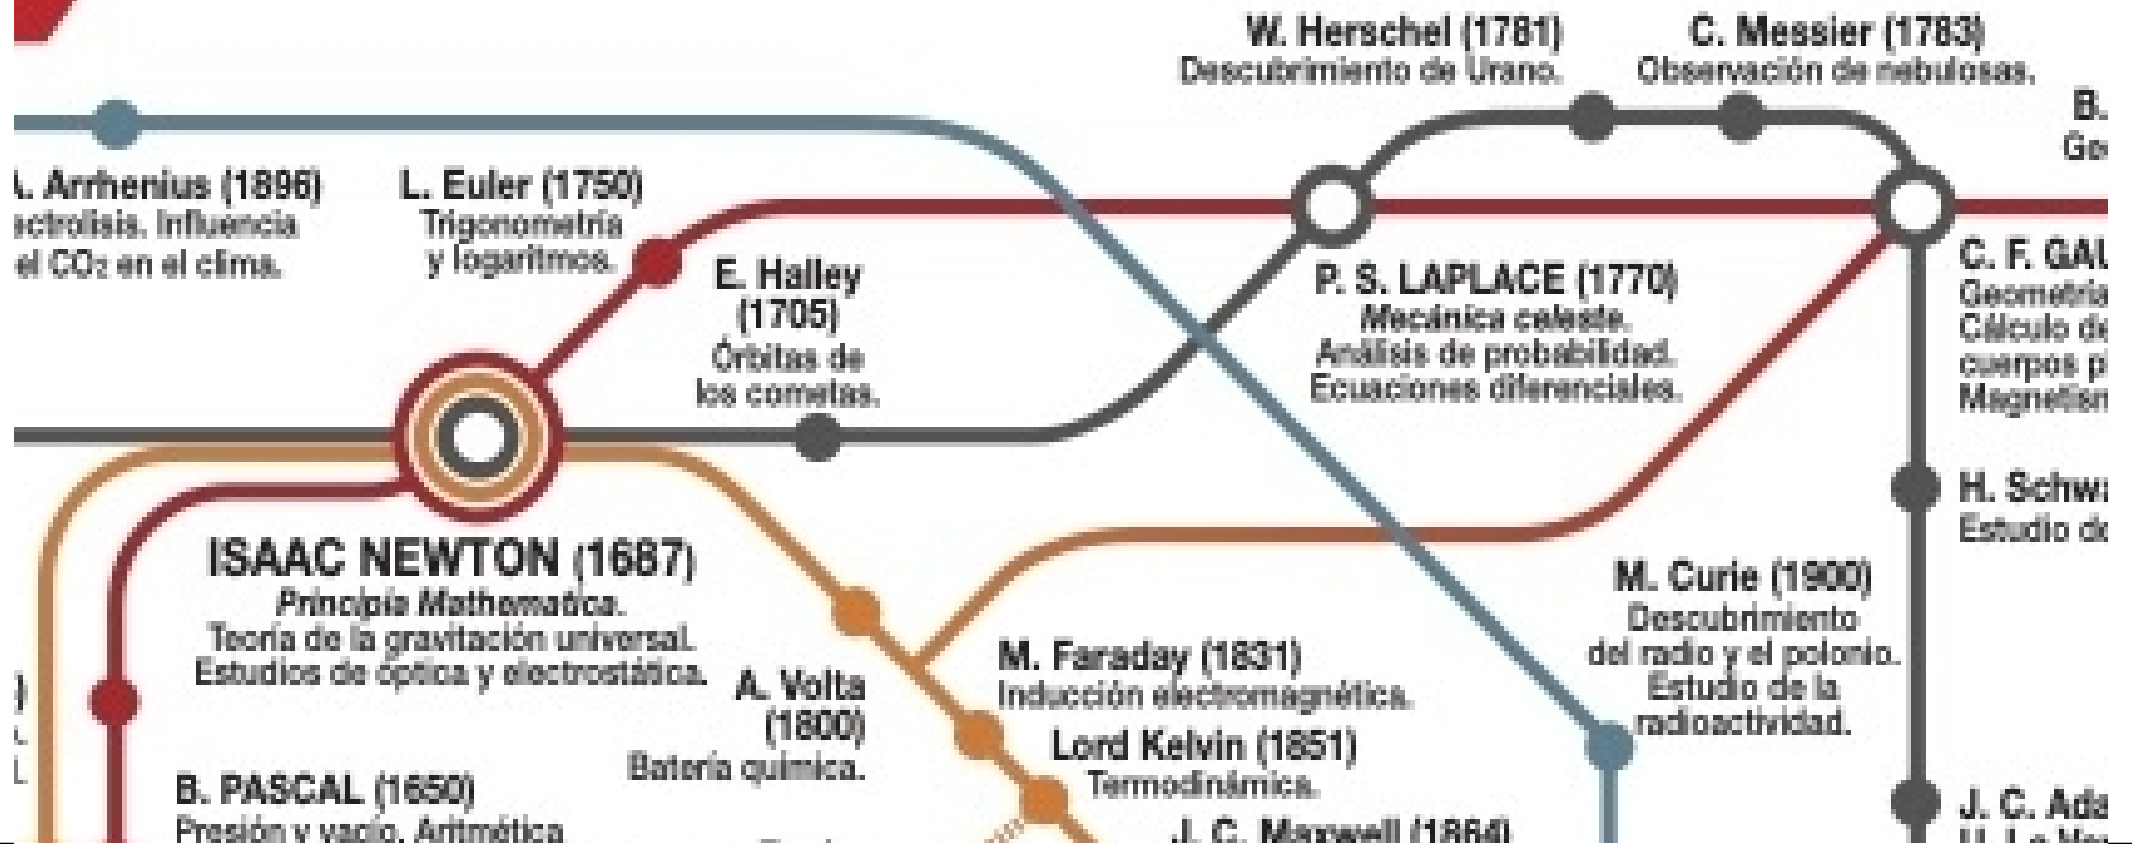 W. Herschel (1781)
Descubrimiento de Urano.
C. Messier (1783)
Observación de nebulosas.
B.
Arrhenius (1896)
Influencia
el CO2 en el clima.
L. Euler (1750)
Trigonometría
y logaritmos.
E. Halley
(1705)
Órbitas de
los cometas.
P. S. LAPLACE (1770)
Mecánica celeste.
Análisis de probabilidad.
Ecuaciones diferenciales.
C. F.
Cálculo
cuerpos
H.
Estudio
ISAAC NEWTON (1687)
Principia Mathematica.
Teoría de la gravitación universal.
Estudios de óptica y electrostática.
A. Volta
(1800)
Batería química.
M. Faraday (1831)
Inducción electromagnética.
Lord Kelvin (1851)
Termodinámica.
M. Curie (1900)
Descubrimiento
del radio y el polonio.
Estudio de la
radioactividad.
B. PASCAL (1650)
Presión y vacío. Aritmética
J. C. Maxwell (1864)
J. C.